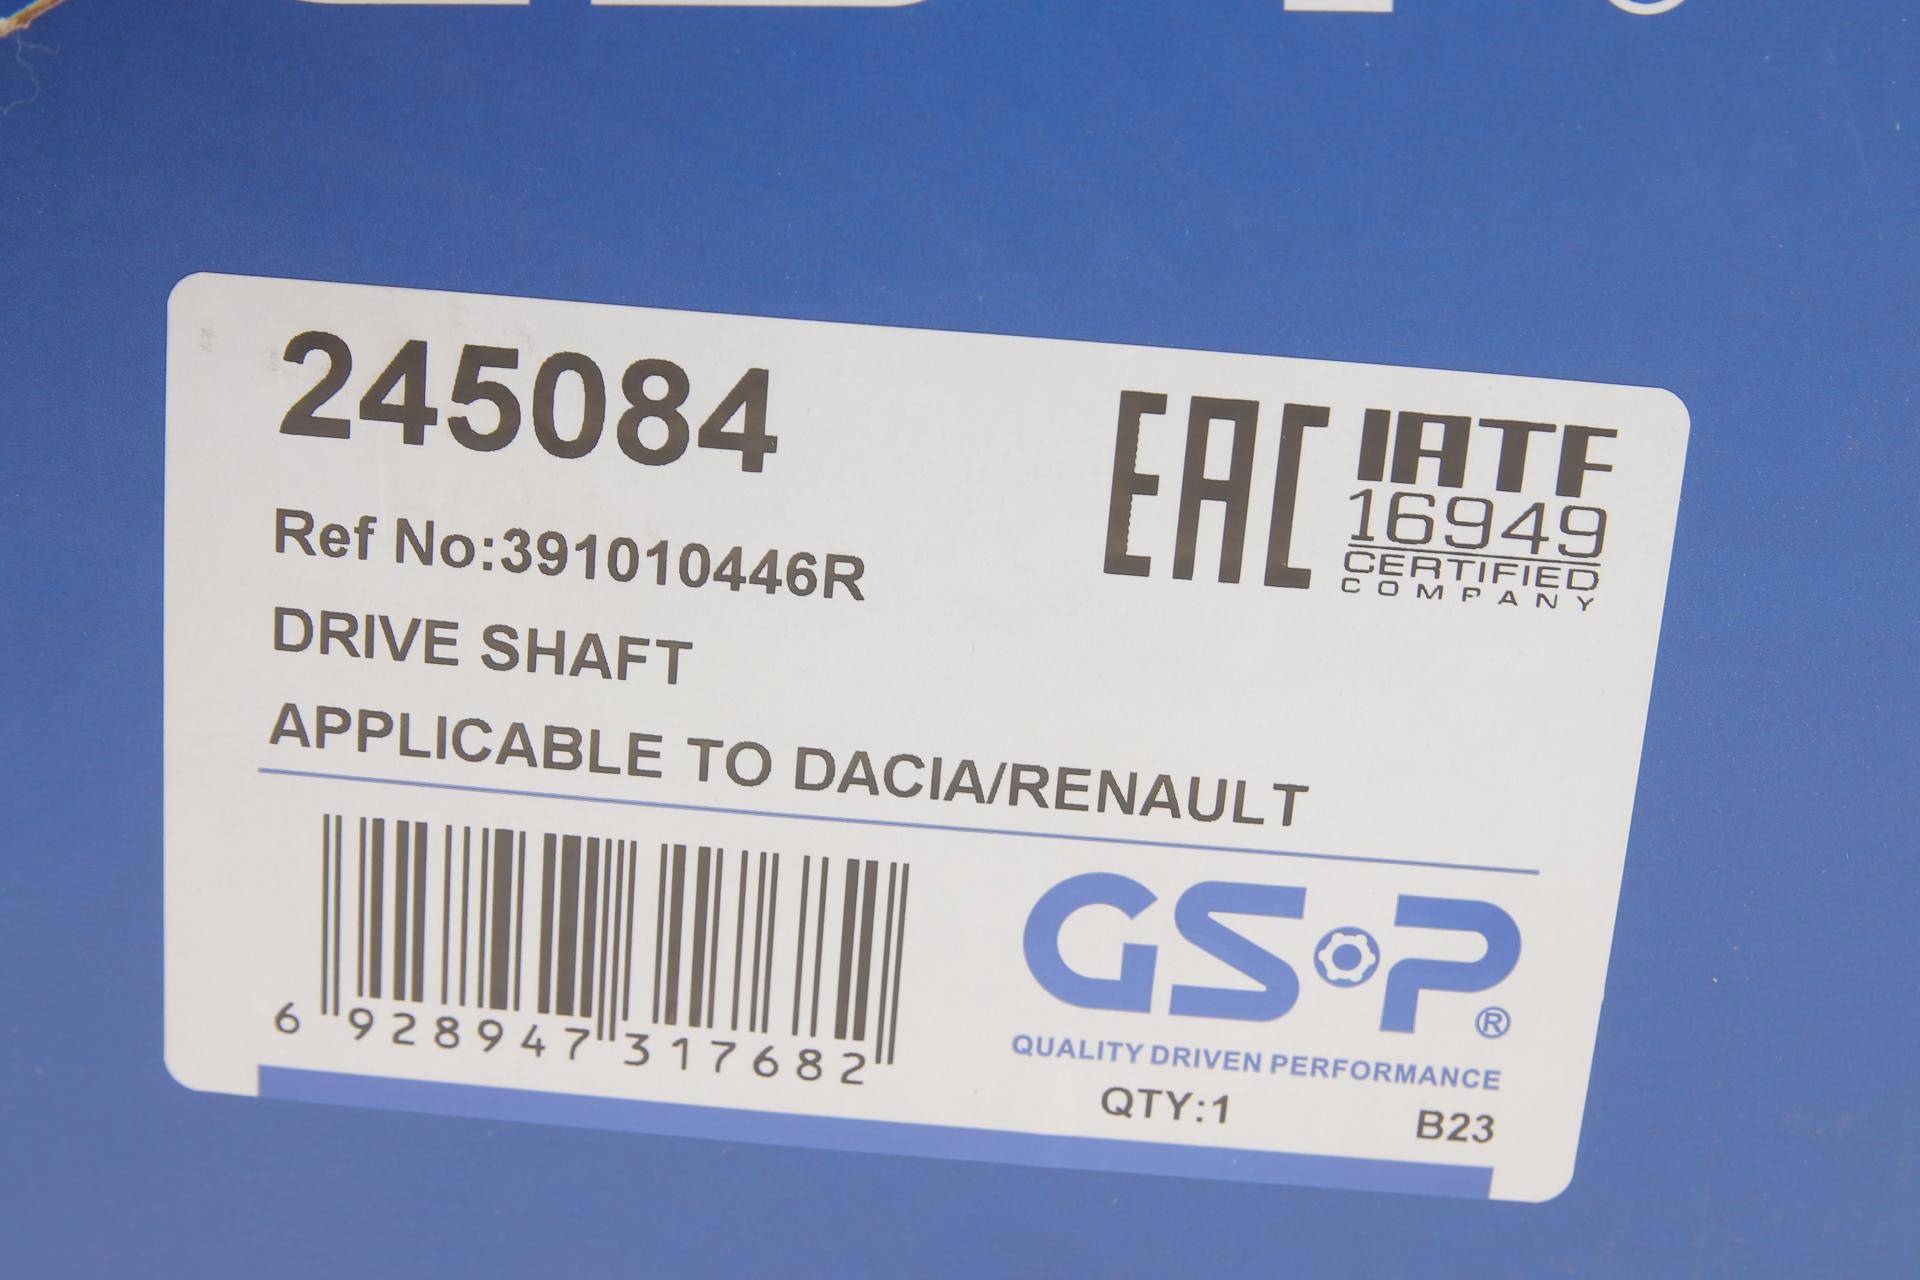 245084
EAC
IATF
16949
CERTIFIED
COMPANY
Ref No:391010446R
DRIVE SHAFT
APPLICABLE TO DACIA/RENAULT
6 928947 317682
GSP®
QUALITY DRIVEN PERFORMANCE
QTY:1 B23